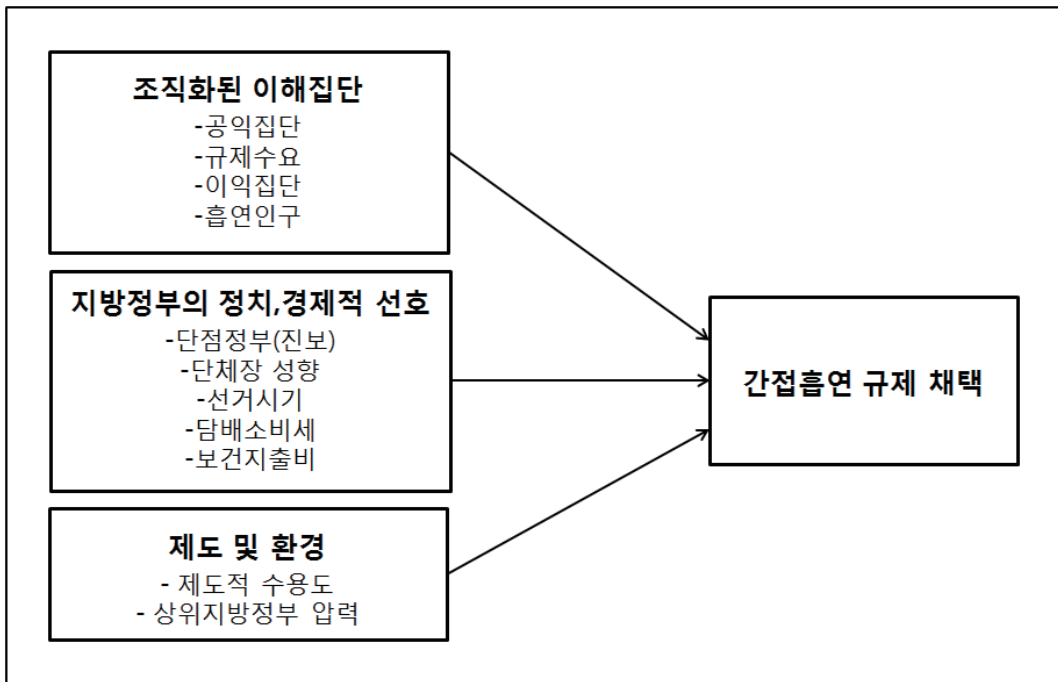 조직화된 이해집단
-공익집단
-규제수요
-이익집단
-흡연인구
지방정부의 정치,경제적 선호
-단점정부(진보)
-단체장 성향
-선거시기
-담배소비세
-보건지출비
제도 및 환경
- 제도적 수용도
- 상위지방정부 압력
간접흡연 규제 채택